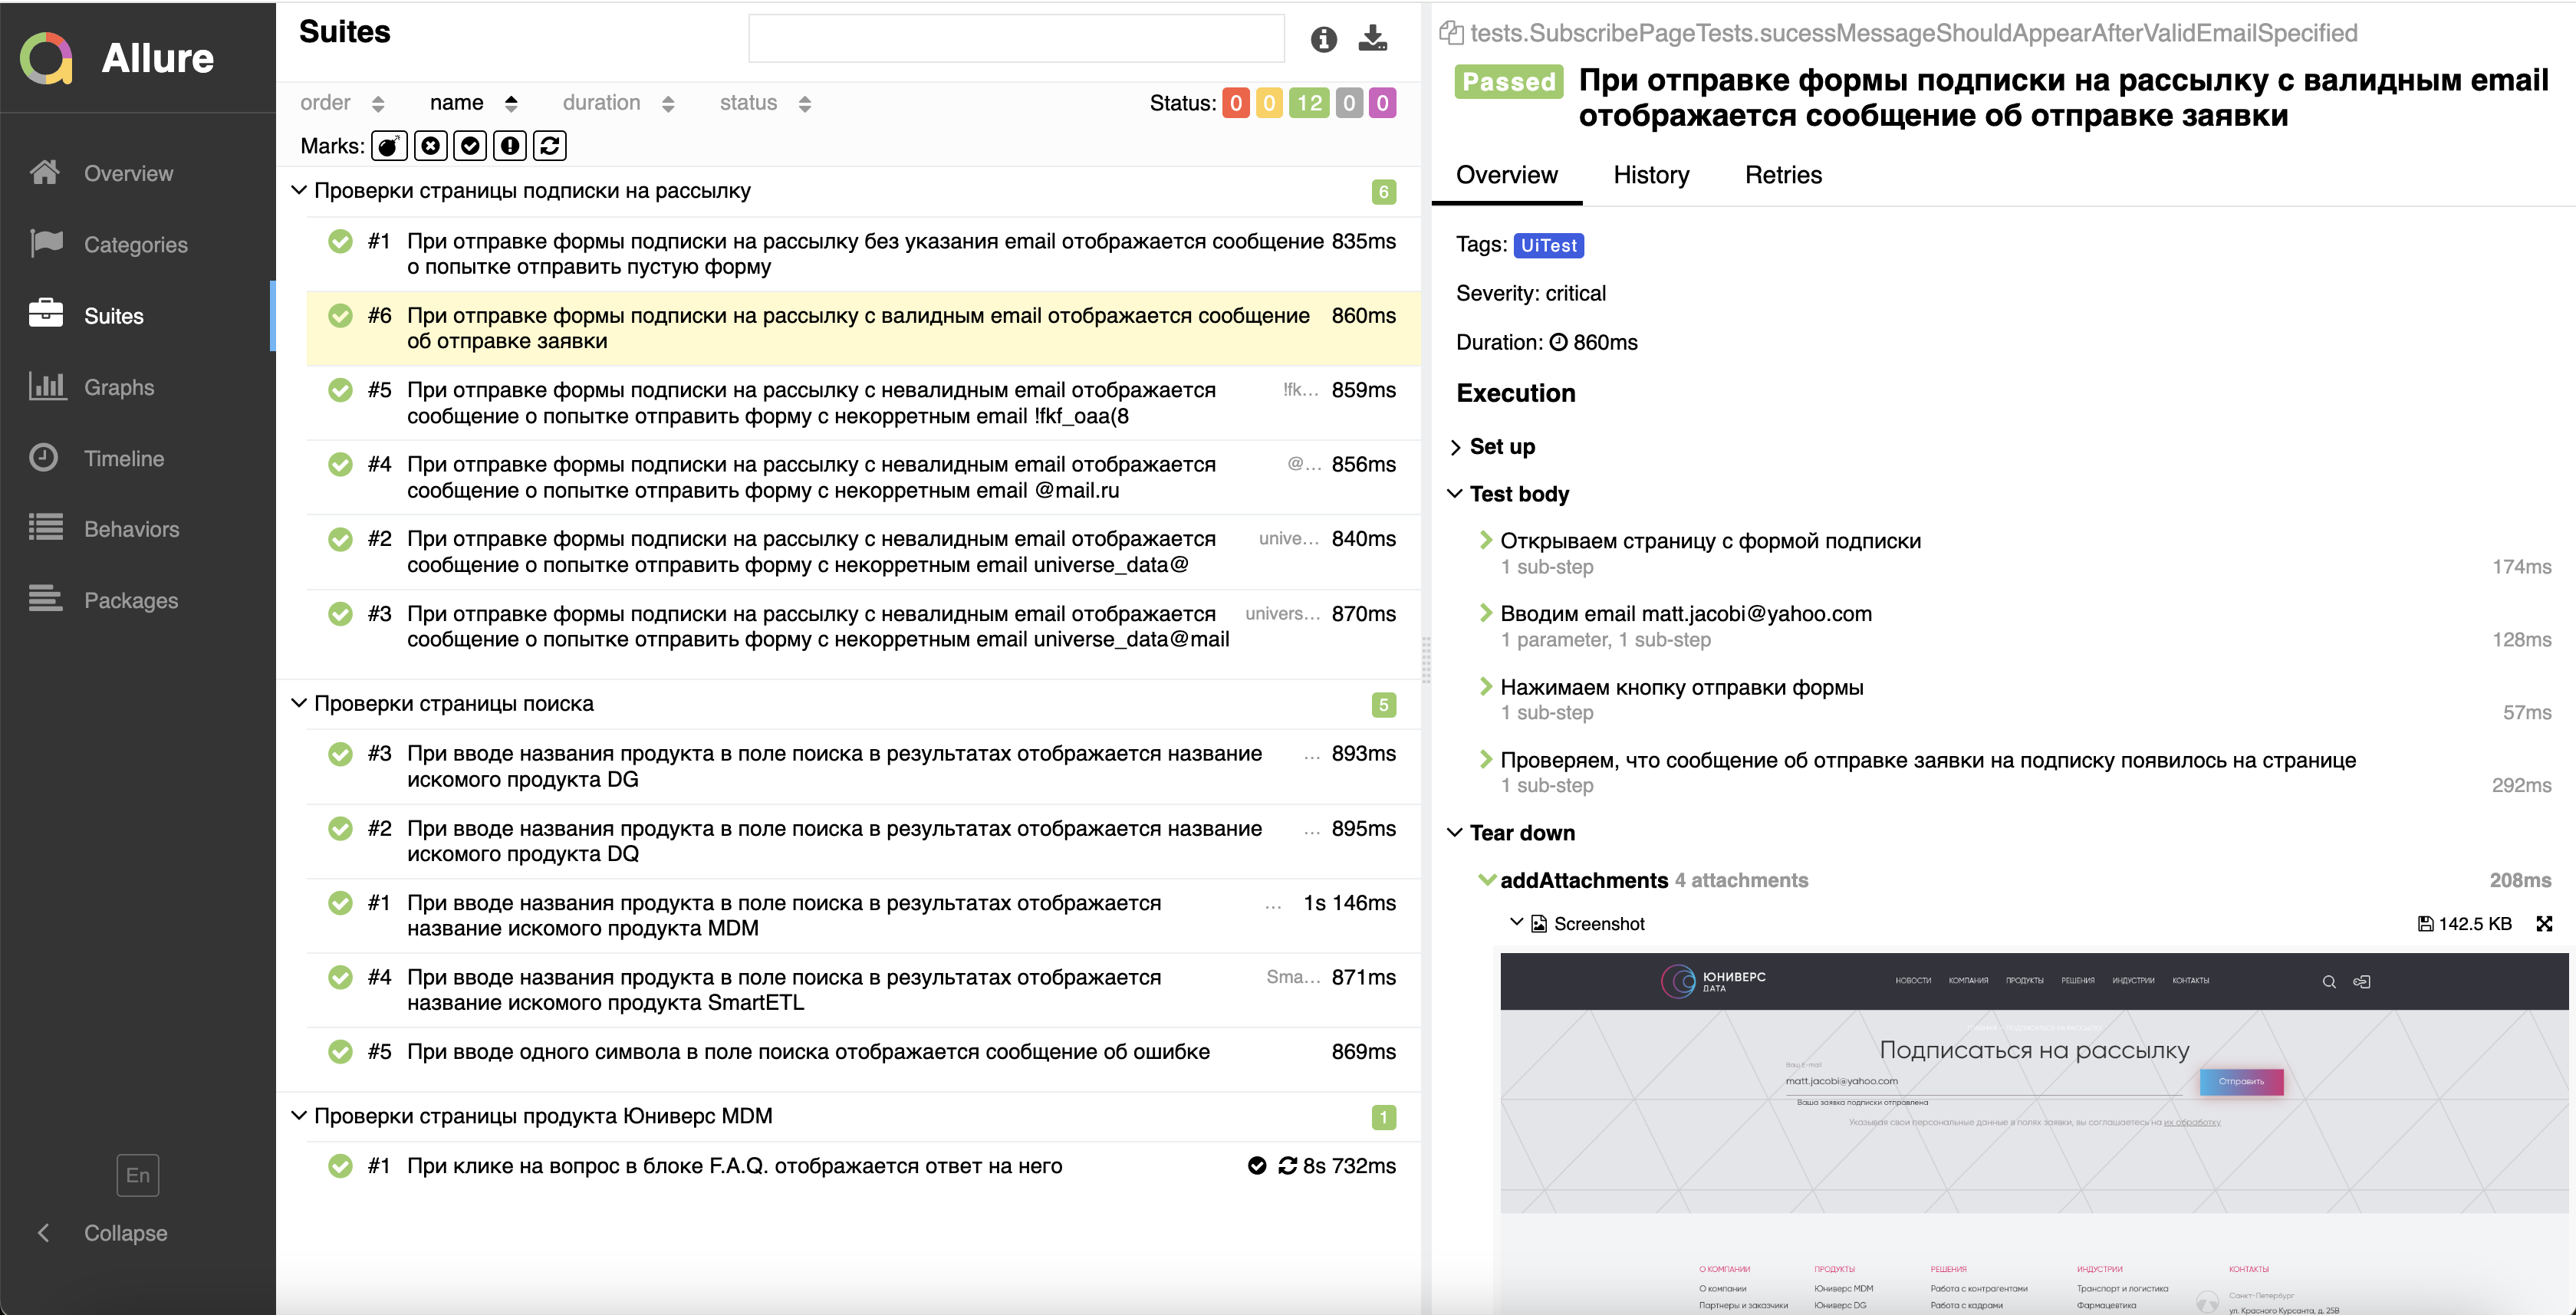 Allure
Overview
Categories
Suites
Graphs
Timeline
Behaviors
Packages
En
Collapse
Suites
order name duration status Status: 0 0 12 0 0
Marks:
Проверки страницы подписки на рассылку 6
#1 При отправке формы подписки на рассылку без указания email отображается сообщение 835ms
о попытке отправить пустую форму
#6 При отправке формы подписки на рассылку с валидным email отображается сообщение 860ms
об отправке заявки
#5 При отправке формы подписки на рассылку с невалидным email отображается !fk... 859ms
сообщение о попытке отправить форму с некорретным email !fkf_oaa(8
#4 При отправке формы подписки на рассылку с невалидным email отображается @... 856ms
сообщение о попытке отправить форму с некорретным email @mail.ru
#2 При отправке формы подписки на рассылку с невалидным email отображается unive... 840ms
сообщение о попытке отправить форму с некорретным email universe_data@
#3 При отправке формы подписки на рассылку с невалидным email отображается univers... 870ms
сообщение о попытке отправить форму с некорретным email universe_data@mail
Проверки страницы поиска 5
#3 При вводе названия продукта в поле поиска в результатах отображается название ... 893ms
искомого продукта DG
#2 При вводе названия продукта в поле поиска в результатах отображается название ... 895ms
искомого продукта DQ
#1 При вводе названия продукта в поле поиска в результатах отображается ... 1s 146ms
название искомого продукта MDM
#4 При вводе названия продукта в поле поиска в результатах отображается Sma... 871ms
название искомого продукта SmartETL
#5 При вводе одного символа в поле поиска отображается сообщение об ошибке 869ms
Проверки страницы продукта Юниверс MDM 1
#1 При клике на вопрос в блоке F.A.Q. отображается ответ на него 8s 732ms
tests.SubscribePageTests.sucessMessageShouldAppearAfterValidEmailSpecified
Passed При отправке формы подписки на рассылку с валидным email
отображается сообщение об отправке заявки
Overview History Retries
Tags: UiTest
Severity: critical
Duration: 860ms
Execution
Set up
Test body
Открываем страницу с формой подписки
1 sub-step 174ms
Вводим email matt.jacobi@yahoo.com
1 parameter, 1 sub-step 128ms
Нажимаем кнопку отправки формы
1 sub-step 57ms
Проверяем, что сообщение об отправке заявки на подписку появилось на странице
1 sub-step 292ms
Tear down
addAttachments 4 attachments 208ms
Screenshot 142.5 KB
ЮНИВЕРС
ДАТА
НОВОСТИ КОМПАНИЯ ПРОДУКТЫ РЕШЕНИЯ ИНДУСТРИИ КОНТАКТЫ
Подписаться на рассылку
Ваш E-mail
matt.jacobi@yahoo.com Отправить
Ваша заявка подписки отправлена
Указывая свои персональные данные в полях заявки, вы соглашаетесь на их обработку
О КОМПАНИИ ПРОДУКТЫ РЕШЕНИЯ ИНДУСТРИИ КОНТАКТЫ
О компании Юниверс MDM Работа с контрагентами Транспорт и логистика Санкт-Петербург
Партнеры и заказчики Юниверс DG Работа с кадрами Фармацевтика ул. Красного Курсанта, д. 25В